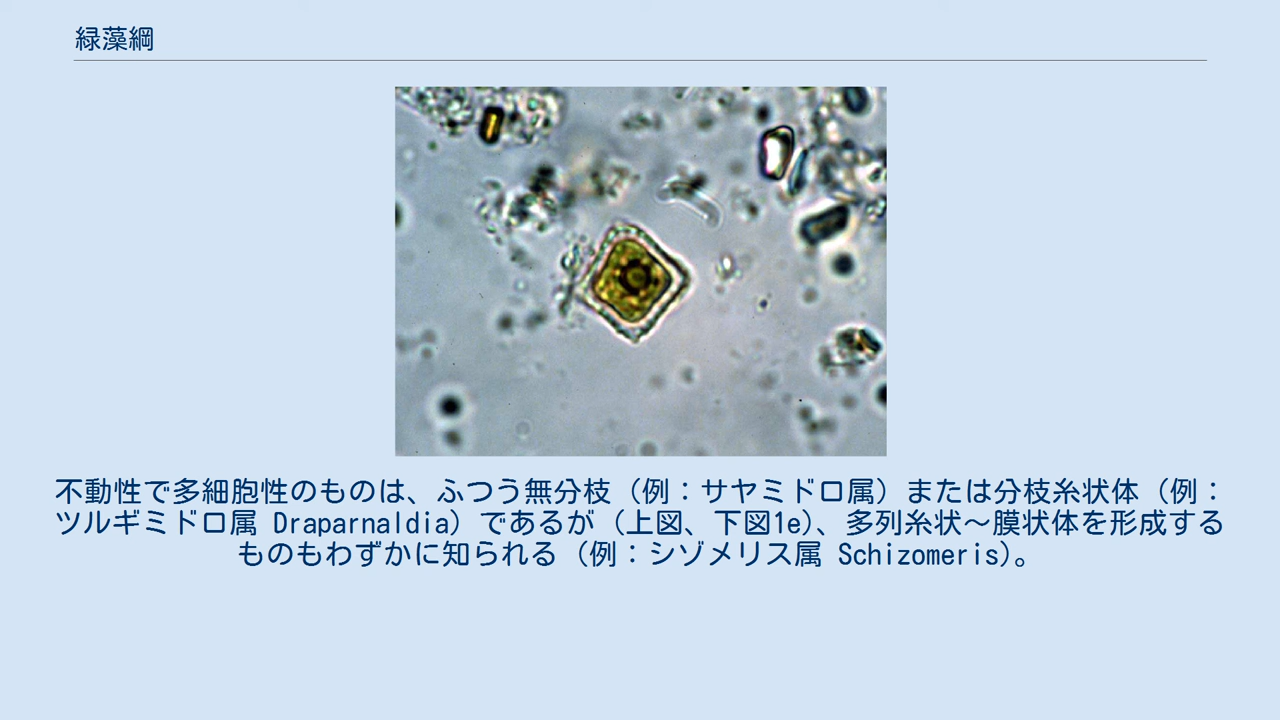 緑藻綱
不動性で多細胞性のものは、ふつう無分枝（例：サヤミドロ属）または分枝糸状体（例：
ツルギミドロ属 Draparnaldia）であるが（上図、下図1e）、多列糸状〜膜状体を形成する
ものもわずかに知られる（例：シゾメリス属 Schizomeris）。